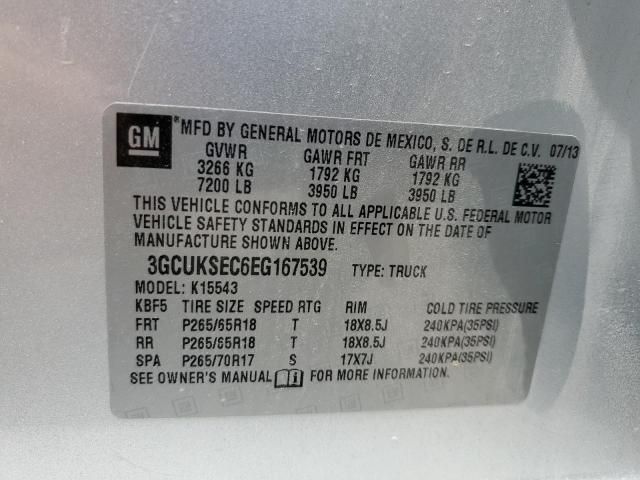 GM
®MFD BY GENERAL MOTORS DE MEXICO, S. DE R.L. DE C.V. 07/13
GVWR GAWR FRT GAWR RR
3266 KG 1792 KG 1792 KG
7200 LB 3950 LB 3950 LB
THIS VEHICLE CONFORMS TO ALL APPLICABLE U.S. FEDERAL MOTOR
VEHICLE SAFETY STANDARDS IN EFFECT ON THE DATE OF
MANUFACTURE SHOWN ABOVE.
3GCUKSEC6EG167539 TYPE: TRUCK
MODEL: K15543
KBF5 TIRE SIZE SPEED RTG RIM COLD TIRE PRESSURE
FRT P265/65R18 T 18X8.5J 240KPA(35PSI)
RR P265/65R18 T 18X8.5J 240KPA(35PSI)
SPA P265/70R17 S 17X7J 240KPA(35PSI)
SEE OWNER'S MANUAL i FOR MORE INFORMATION.